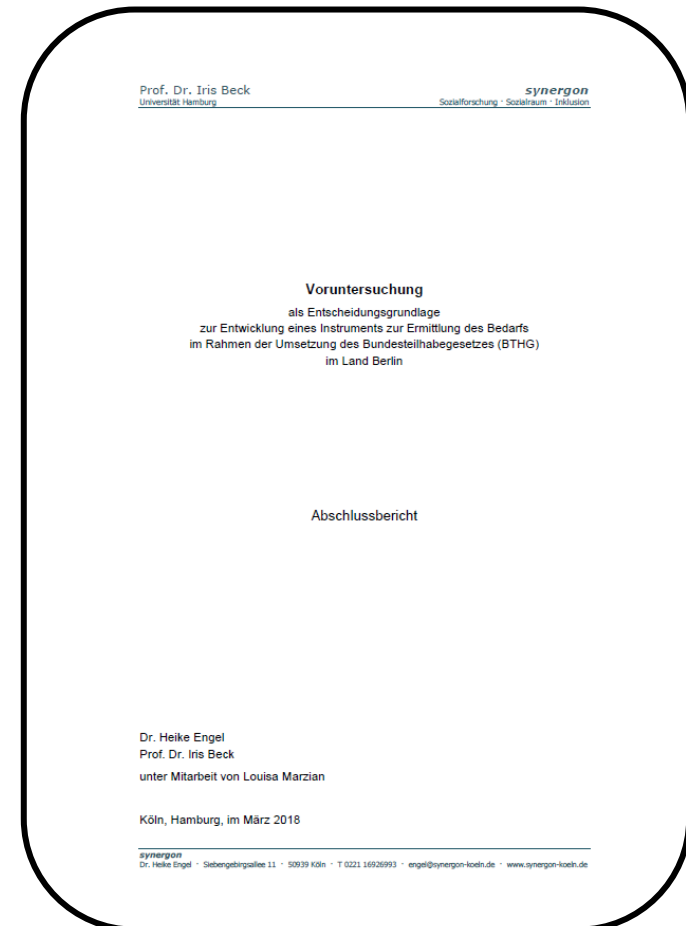 Prof. Dr. Iris Beck
Universität Hamburg
synergon
Sozialforschung · Sozialraum · Inklusion
Voruntersuchung
als Entscheidungsgrundlage
zur Entwicklung eines Instruments zur Ermittlung des Bedarfs
im Rahmen der Umsetzung des Bundesteilhabegesetzes (BTHG)
im Land Berlin
Abschlussbericht
Dr. Heike Engel
Prof. Dr. Iris Beck
unter Mitarbeit von Louisa Marzian
Köln, Hamburg, im März 2018
synergon
Dr. Heike Engel · Siebengebirgsallee 11 · 50939 Köln · T 0221 16926993 · engel@synergon-koeln.de · www.synergon-koeln.de